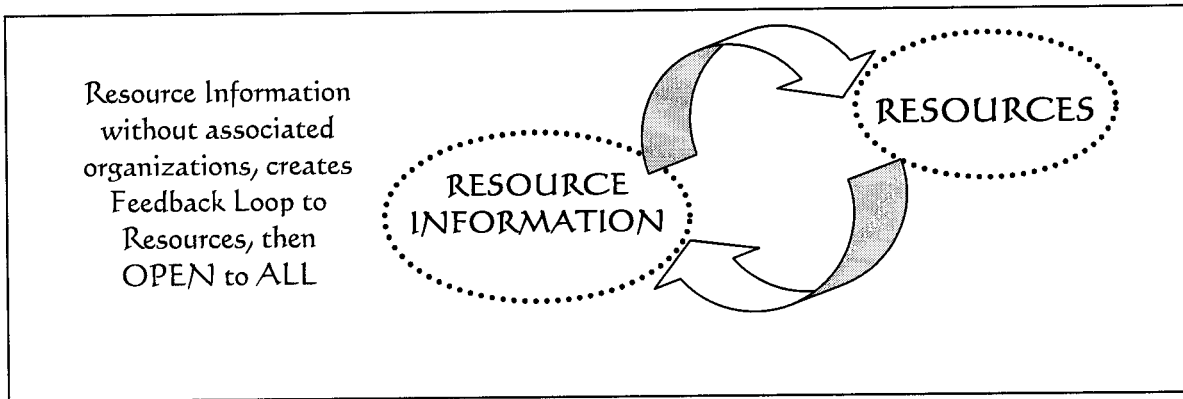 Resource Information
without associated
organizations, creates
Feedback Loop to
Resources, then
OPEN to ALL
RESOURCE
INFORMATION
RESOURCES